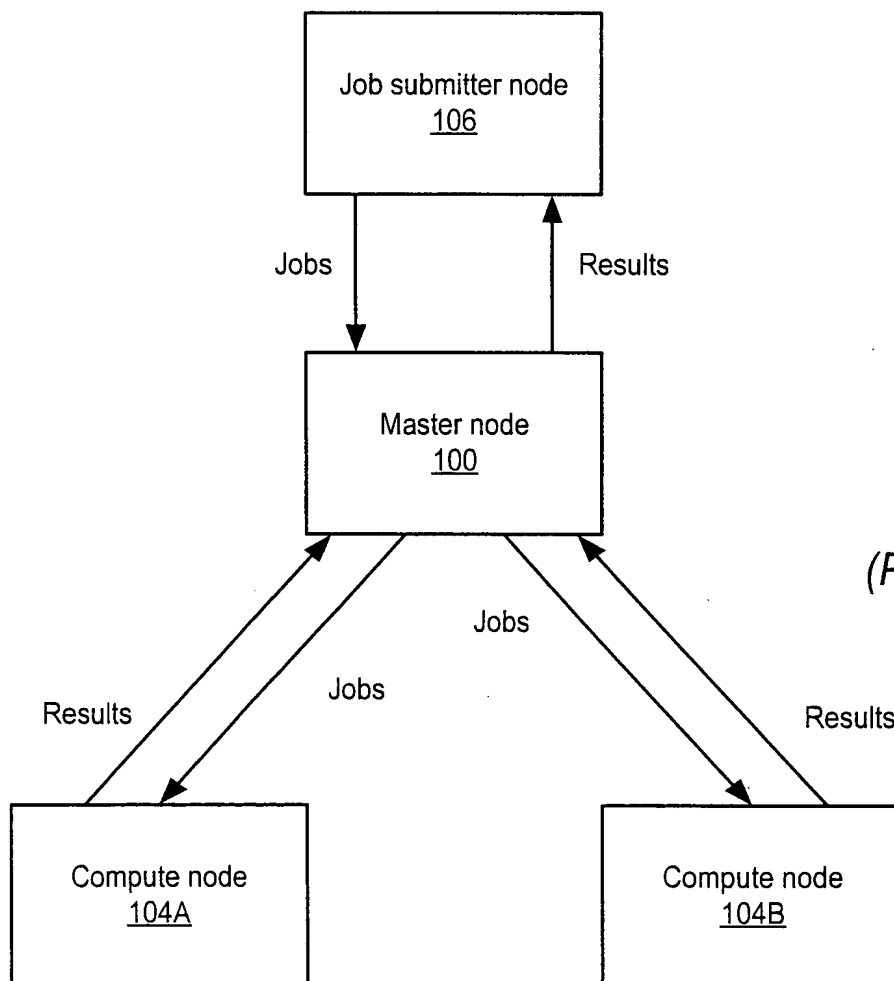 Job submitter node
106
Jobs
Results
Master node
100
(P
Jobs
Jobs
Results
Results
Compute node
104A
Compute node
104B